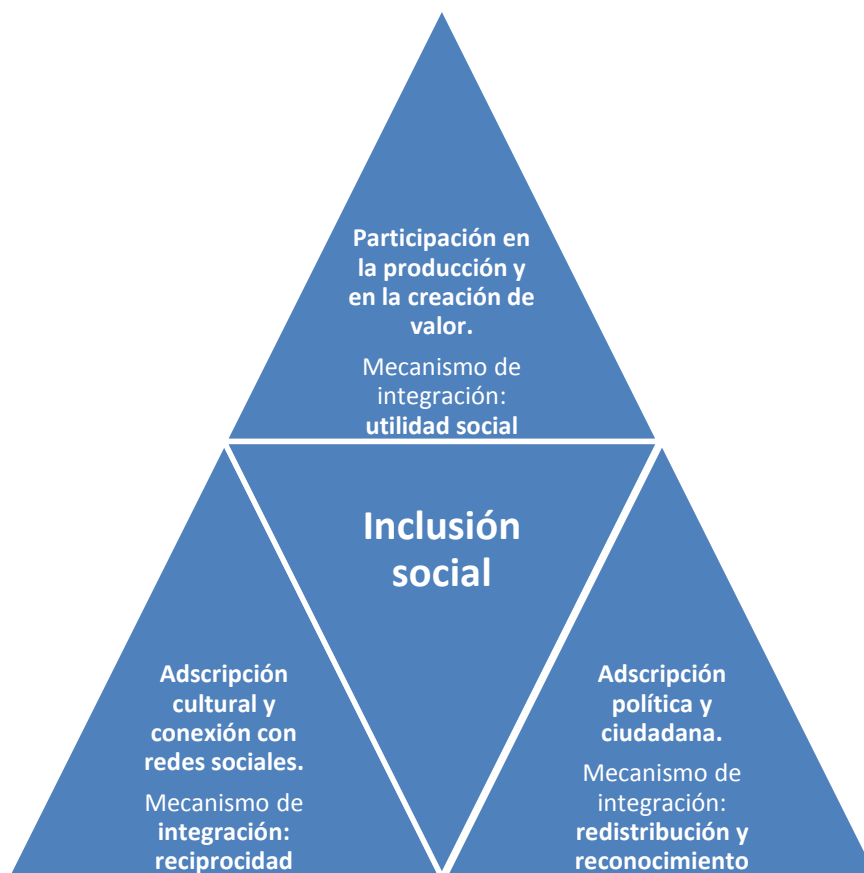 Participación en
la producción y
en la creación de
valor.
Mecanismo de
integración:
utilidad social
Inclusión
social
Adscripción
cultural y
conexión con
redes sociales.
Mecanismo de
integración:
reciprocidad
Adscripción
política y
ciudadana.
Mecanismo de
integración:
redistribución y
reconocimiento